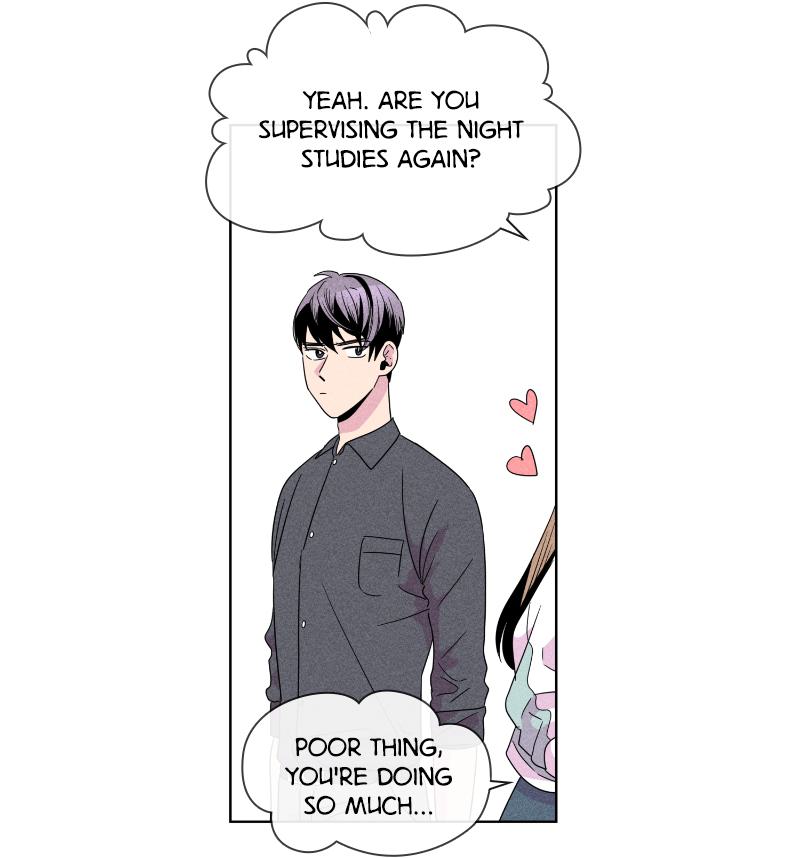 YEAH. ARE YOU
SUPERVISING THE NIGHT
STUDIES AGAIN?
POOR THING,
YOU'RE DOING
SO MUCH...